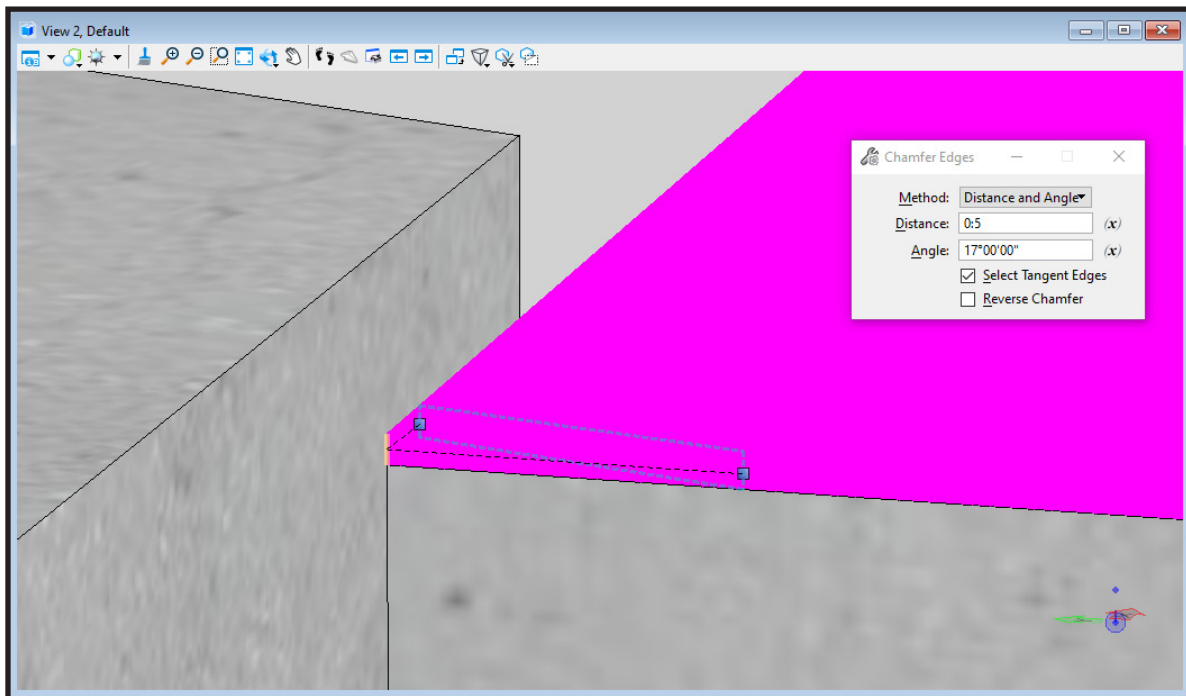 View 2, Default
Chamfer Edges
Method: Distance and Angle
Distance: 0:5 (x)
Angle: 17°00'00" (x)
Select Tangent Edges
Reverse Chamfer